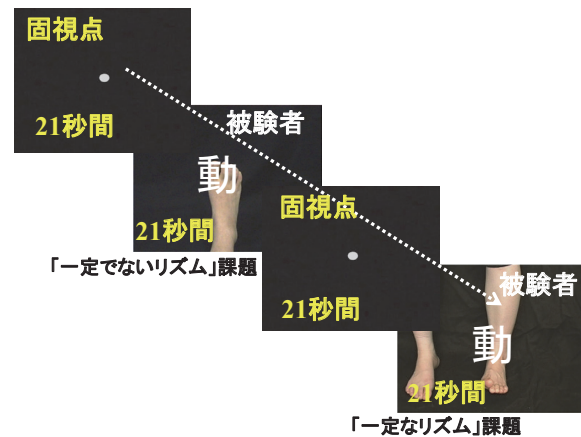 固視点
21秒間
被験者
動
21秒間
「一定でないリズム」課題
固視点
21秒間
被験者
動
21秒間
「一定なリズム」課題